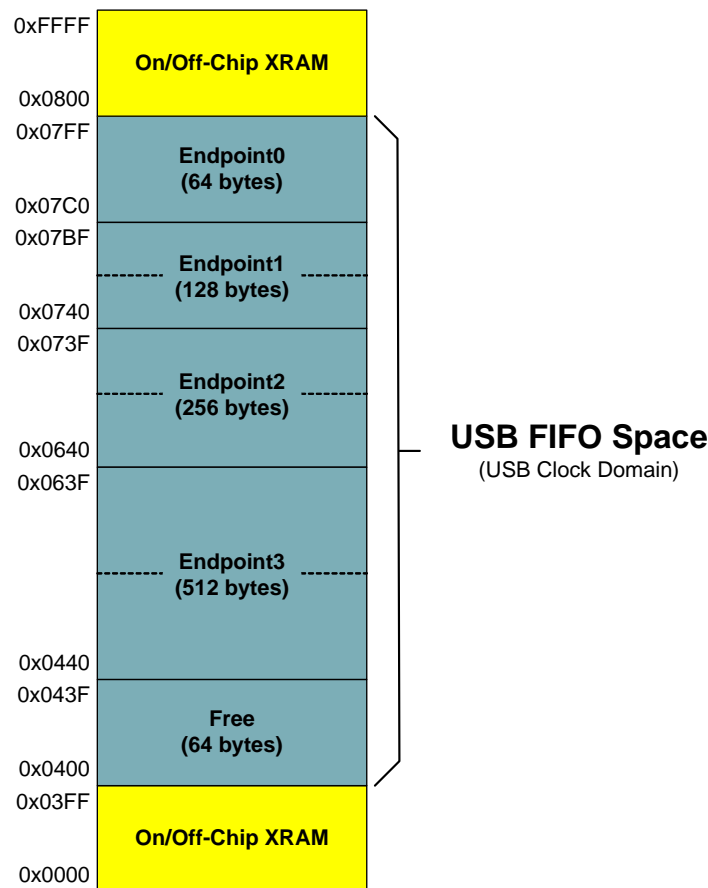 0xFFFF
On/Off-Chip XRAM
0x0800
0x07FF
Endpoint0
(64 bytes)
0x07C0
0x07BF
Endpoint1
(128 bytes)
0x0740
0x073F
Endpoint2
(256 bytes)
0x0640
0x063F
Endpoint3
(512 bytes)
0x0440
0x043F
Free
(64 bytes)
0x0400
0x03FF
On/Off-Chip XRAM
0x0000
USB FIFO Space
(USB Clock Domain)